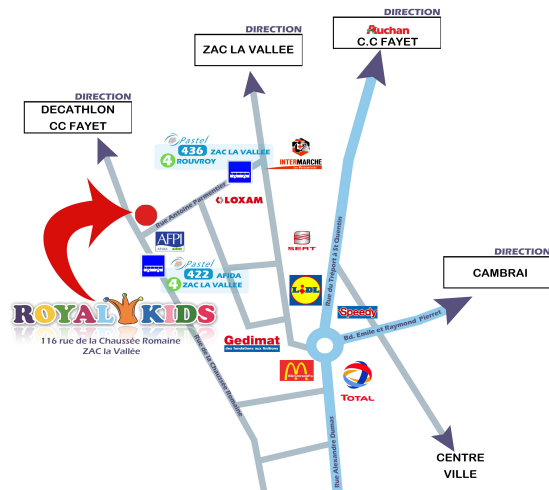 DIRECTION
Auchan
C.C FAYET
DIRECTION
ZAC LA VALLEE
DIRECTION
DECATHLON
CC FAYET
Pastel
436 ZAC LA VALLEE
4 ROUVROY
INTERMARCHE
Rue Antoine Parmentier
LOXAM
AFPI
SEAT
Rue du Tréport à St Quentin
DIRECTION
CAMBRAI
Pastel
422 AFIDA
4 ZAC LA VALLEE
LIDL
Speedy
Bd. Emile et Raymond Pierret
ROYAL KIDS
116 rue de la Chaussée Romaine
ZAC la Vallée
Rue de la Chaussée Romaine
Gedimat
McDonald's
TOTAL
Rue Alexandre Dumas
CENTRE
VILLE